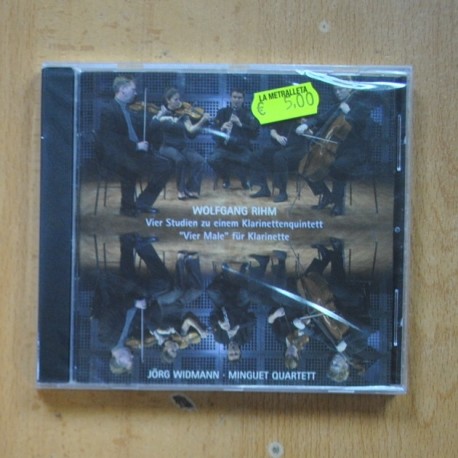 LA METRALLETA
€ 5,00
WOLFGANG RIHM
Vier Studien zu einem Klarinettenquintett
"Vier Male" für Klarinette
JÖRG WIDMANN · MINGUET QUARTETT